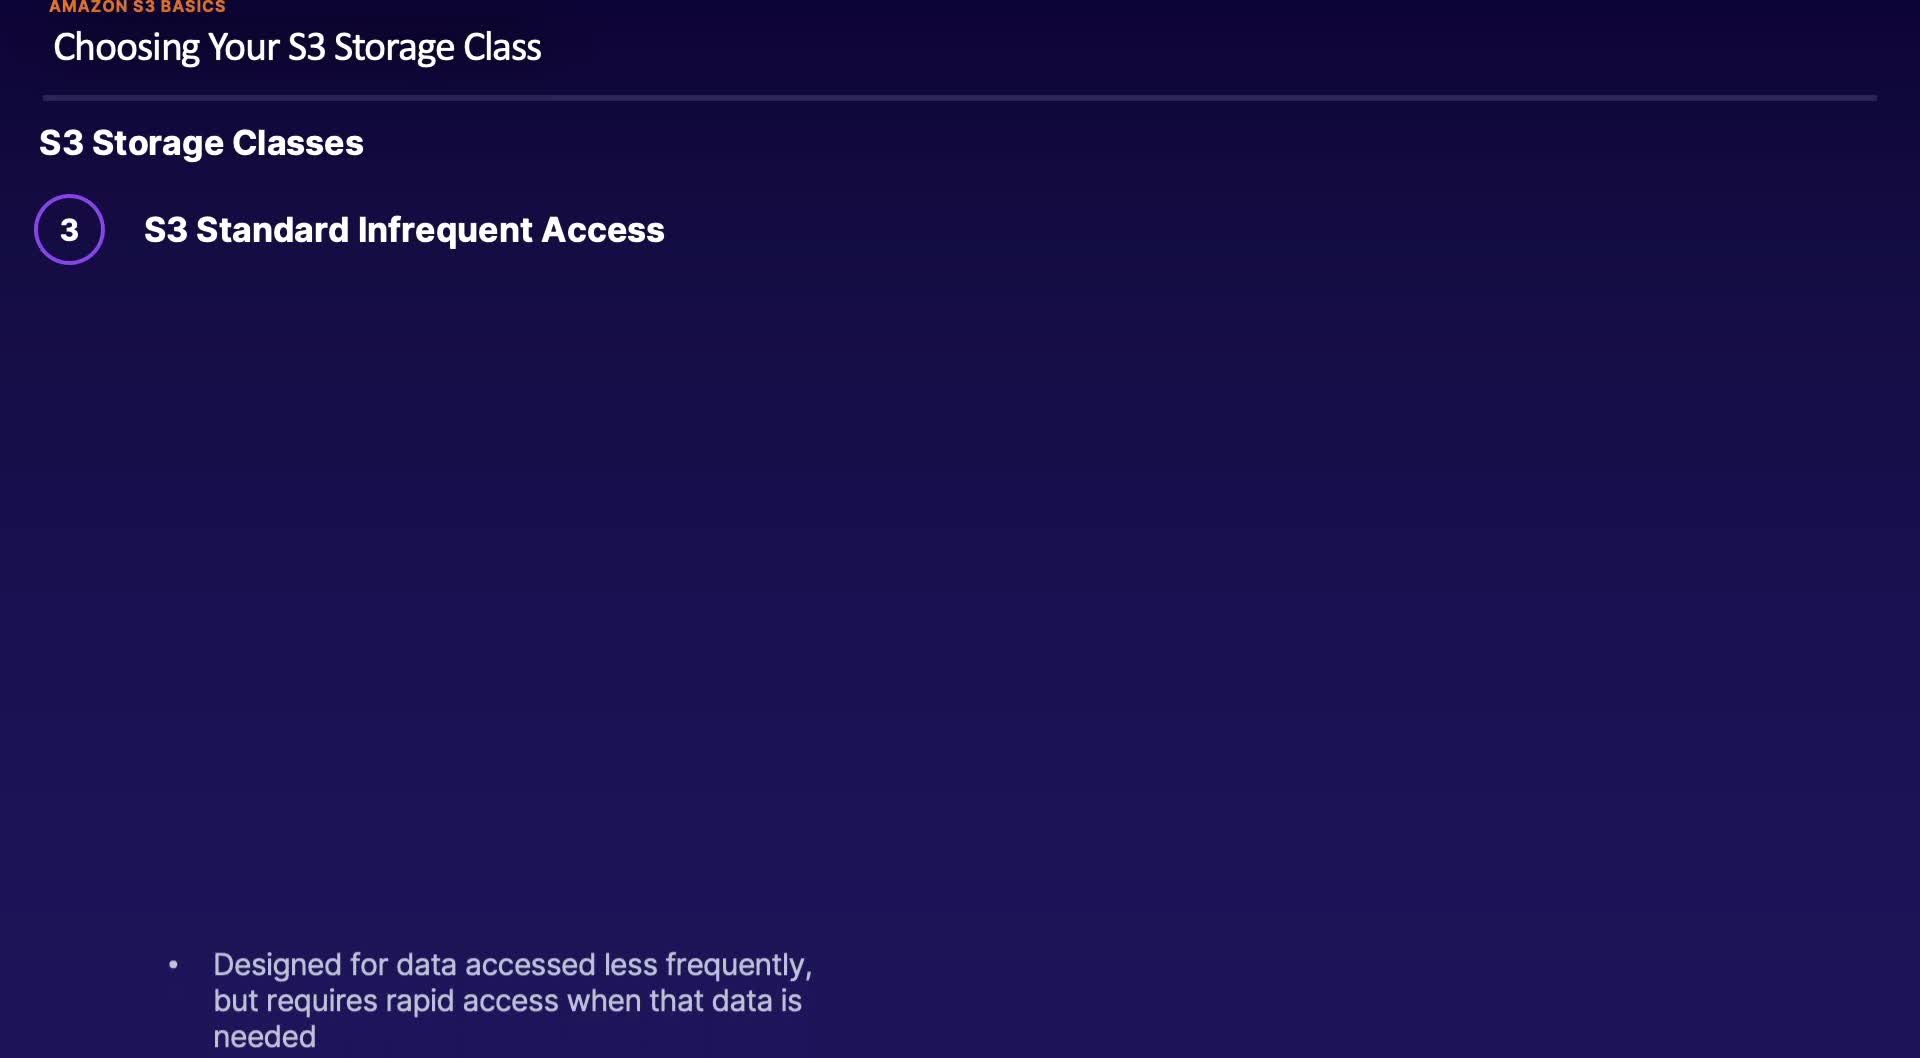 AMAZON S3 BASICS
Choosing Your S3 Storage Class
S3 Storage Classes
3 S3 Standard Infrequent Access
• Designed for data accessed less frequently,
but requires rapid access when that data is
needed